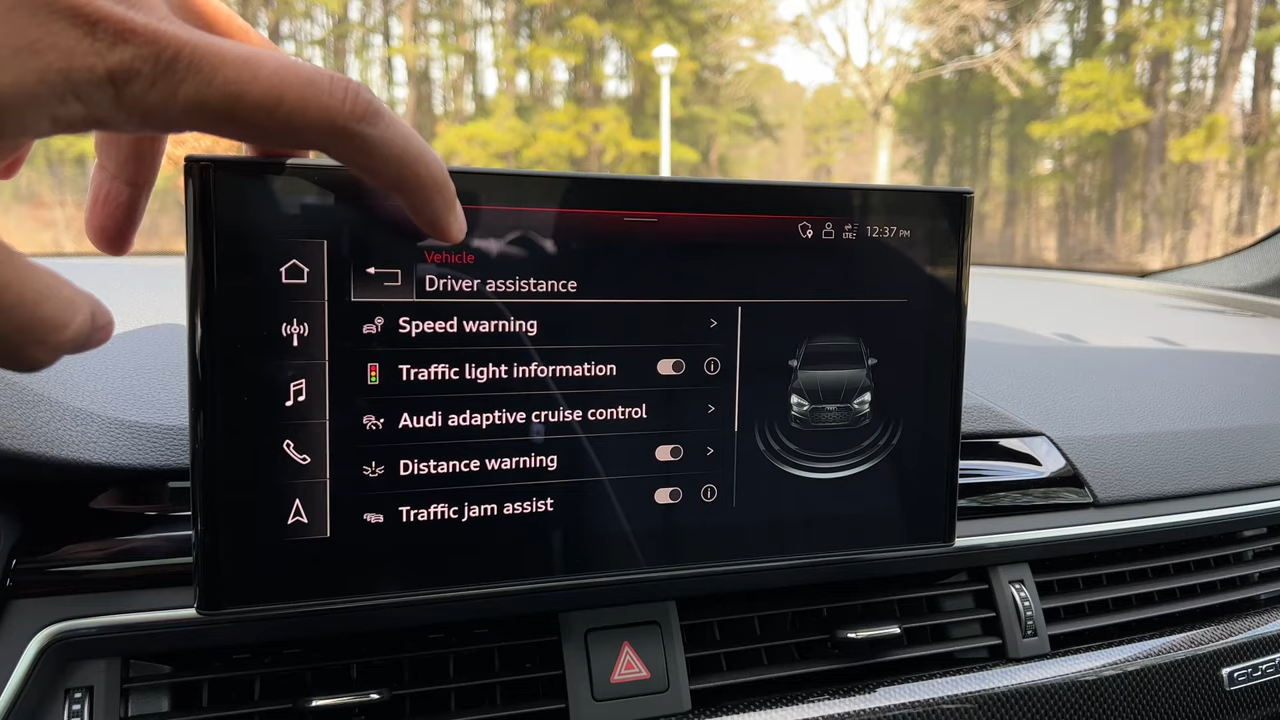 LTE
12:37 PM
Vehicle
Driver assistance
Speed warning
Traffic light information
Audi adaptive cruise control
Distance warning
Traffic jam assist